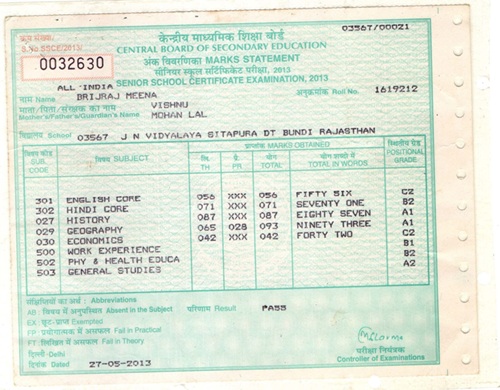 क्रम संख्या
S.No.SSCE/2013/
0032630
03567/00021
केन्द्रीय माध्यमिक शिक्षा बोर्ड
CENTRAL BOARD OF SECONDARY EDUCATION
अंक विवरणिका MARKS STATEMENT
सीनियर स्कूल सर्टिफिकेट परीक्षा, 2013
SENIOR SCHOOL CERTIFICATE EXAMINATION, 2013
ALL INDIA
नाम Name BRIJRAJ MEENA अनुक्रमांक Roll No. 1619212
माता/पिता/संरक्षक का नाम VISHNU
Mother's/Father's/Guardian's Name MOHAN LAL
विद्यालय School 03567 J N VIDYALAYA SITAPURA DT BUNDI RAJASTHAN
विषय कोड SUB. CODE विषय SUBJECT प्राप्तांक MARKS OBTAINED स्थानीय ग्रेड POSITIONAL GRADE
लि. TH प्रा. PR योग TOTAL योग शब्दों में TOTAL IN WORDS
301 ENGLISH CORE 056 XXX 056 FIFTY SIX C2
302 HINDI CORE 071 XXX 071 SEVENTY ONE B2
027 HISTORY 087 XXX 087 EIGHTY SEVEN A1
029 GEOGRAPHY 065 028 093 NINETY THREE A1
030 ECONOMICS 042 XXX 042 FORTY TWO C2
500 WORK EXPERIENCE B1
502 PHY & HEALTH EDUCA B2
503 GENERAL STUDIES A2
संक्षिप्तियों का अर्थ : Abbreviations
AB : विषय में अनुपस्थित Absent in the Subject परिणाम Result PASS
EX : छूट-प्राप्त Exempted
FP : प्रयोगात्मक में असफल Fail in Practical
FT : लिखित में असफल Fail in Theory
दिल्ली Delhi
दिनांक Dated 27-05-2013
परीक्षा नियंत्रक
Controller of Examinations